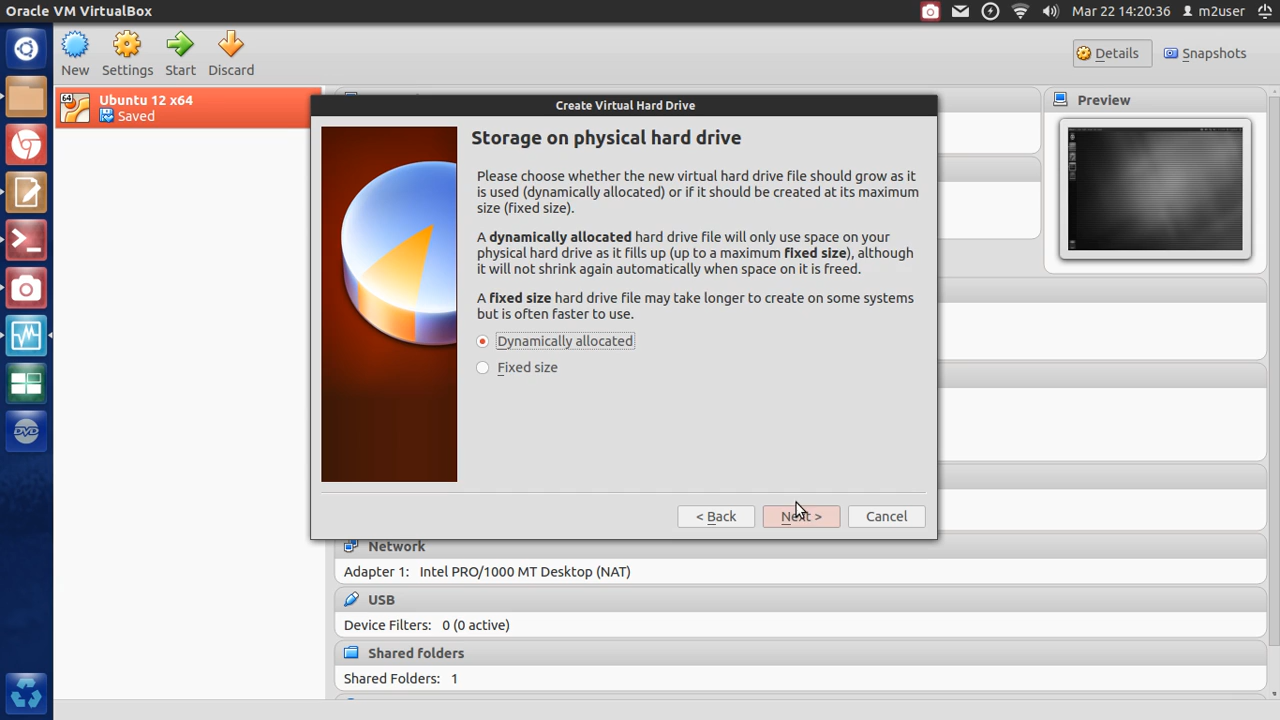 Oracle VM VirtualBox
Mar 22 14:20:36 m2user
New Settings Start Discard
Details Snapshots
64
Ubuntu 12 x64
Saved
Preview
Create Virtual Hard Drive
Storage on physical hard drive
Please choose whether the new virtual hard drive file should grow as it
is used (dynamically allocated) or if it should be created at its maximum
size (fixed size).
A dynamically allocated hard drive file will only use space on your
physical hard drive as it fills up (up to a maximum fixed size), although
it will not shrink again automatically when space on it is freed.
A fixed size hard drive file may take longer to create on some systems
but is often faster to use.
Dynamically allocated
Fixed size
< Back Next > Cancel
Network
Adapter 1: Intel PRO/1000 MT Desktop (NAT)
USB
Device Filters: 0 (0 active)
Shared folders
Shared Folders: 1
DVD